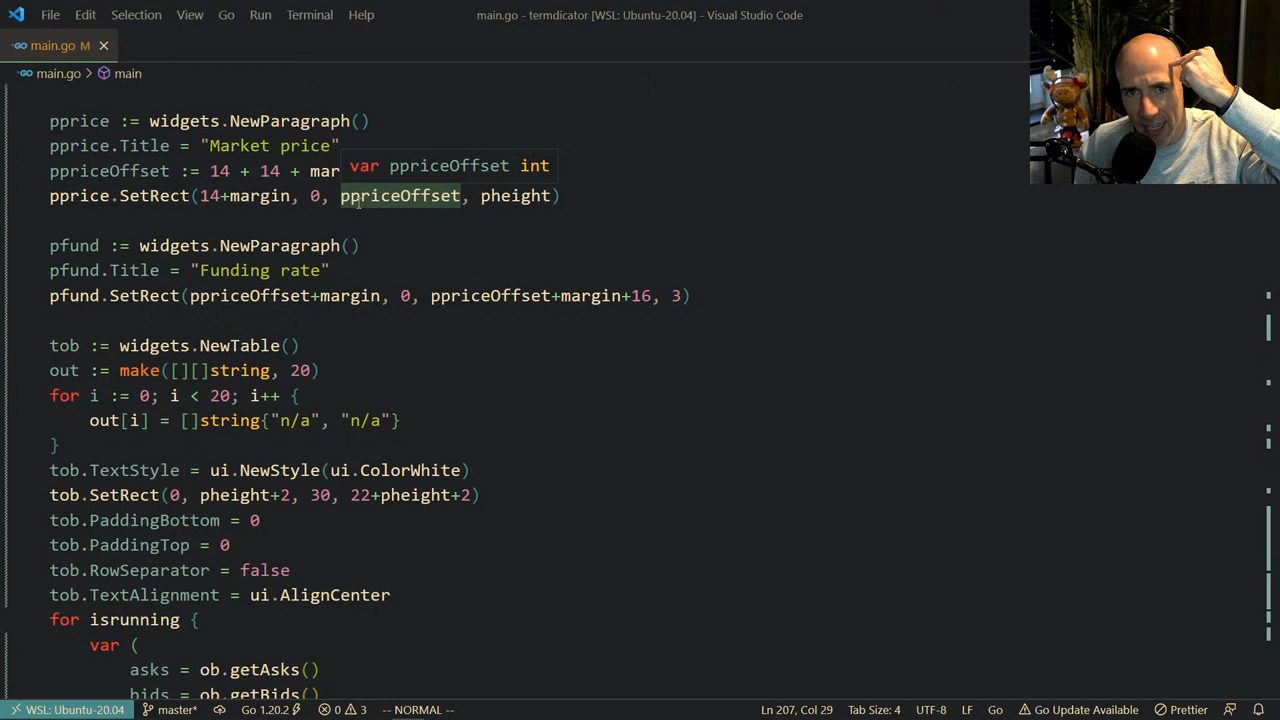 File Edit Selection View Go Run Terminal Help main.go - termdicator [WSL: Ubuntu-20.04] - Visual Studio Code
main.go M
main.go > main
pprice := widgets.NewParagraph()
pprice.Title = "Market price"
var ppriceOffset int
ppriceOffset := 14 + 14 + mar
pprice.SetRect(14+margin, 0, ppriceOffset, pheight)
pfund := widgets.NewParagraph()
pfund.Title = "Funding rate"
pfund.SetRect(ppriceOffset+margin, 0, ppriceOffset+margin+16, 3)
tob := widgets.NewTable()
out := make([][]string, 20)
for i := 0; i < 20; i++ {
out[i] = []string{"n/a", "n/a"}
}
tob.TextStyle = ui.NewStyle(ui.ColorWhite)
tob.SetRect(0, pheight+2, 30, 22+pheight+2)
tob.PaddingBottom = 0
tob.PaddingTop = 0
tob.RowSeparator = false
tob.TextAlignment = ui.AlignCenter
for isrunning {
var (
asks = ob.getAsks()
bids = ob.getBids()
WSL: Ubuntu-20.04 master* Go 1.20.2 0 3 -- NORMAL -- Ln 207, Col 29 Tab Size: 4 UTF-8 LF Go Go Update Available Prettier